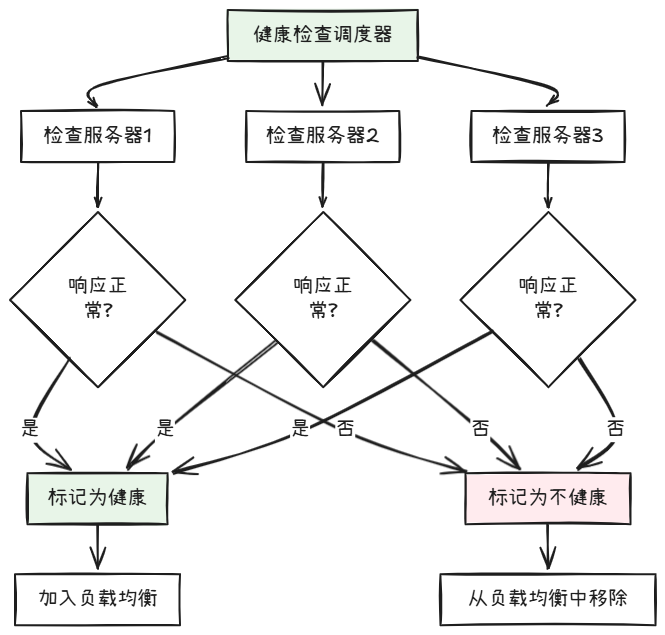 健康检查调度器
检查服务器1
检查服务器2
检查服务器3
响应正
常?
响应正
常?
响应正
常?
是
是
是
否
否
否
标记为健康
标记为不健康
加入负载均衡
从负载均衡中移除